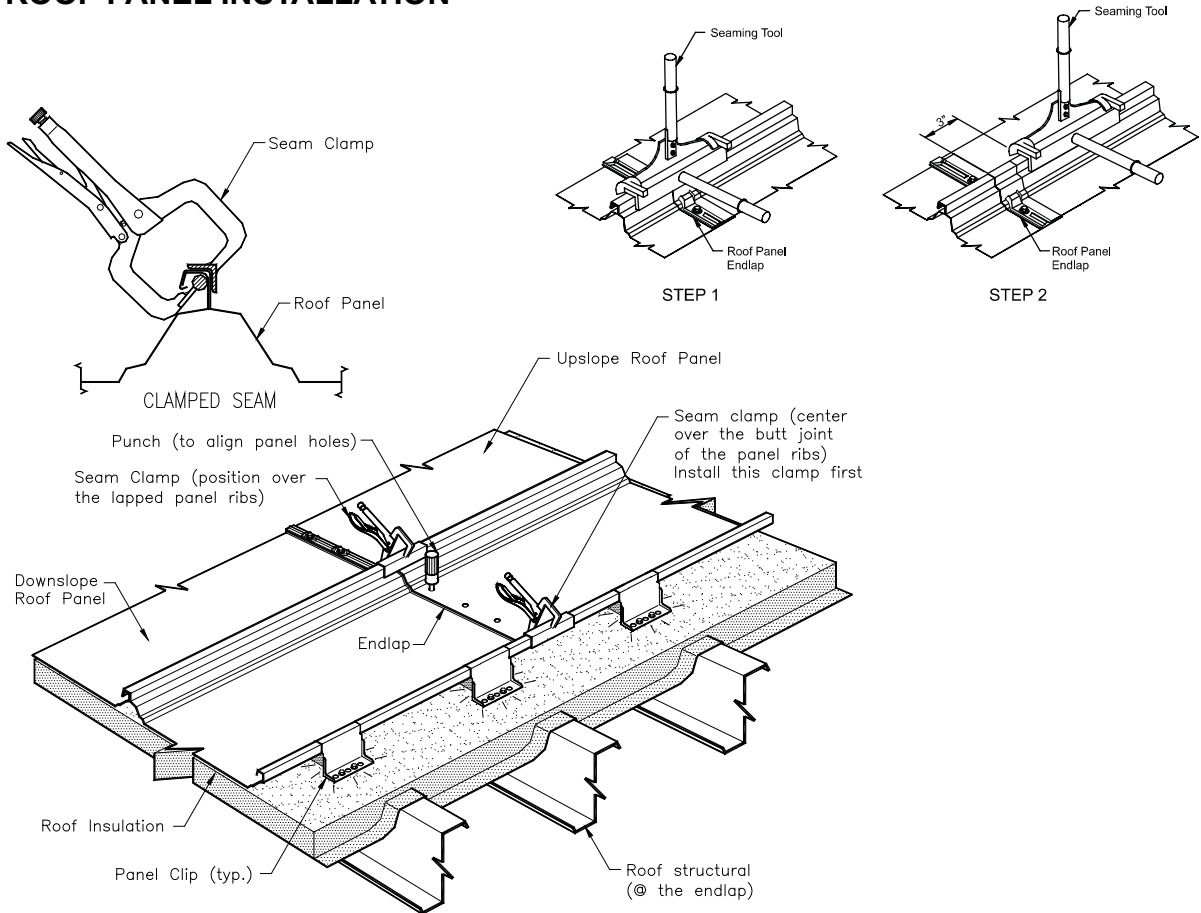 ROOF PANEL INSTALLATION
Seaming Tool
Roof Panel
Endlap
STEP 1
Seaming Tool
3"
Roof Panel
Endlap
STEP 2
Seam Clamp
Roof Panel
CLAMPED SEAM
Upslope Roof Panel
Punch (to align panel holes)
Seam Clamp (position over
the lapped panel ribs)
Seam clamp (center
over the butt joint
of the panel ribs)
Install this clamp first
Downslope
Roof Panel
Endlap
Roof Insulation
Panel Clip (typ.)
Roof structural
(@ the endlap)